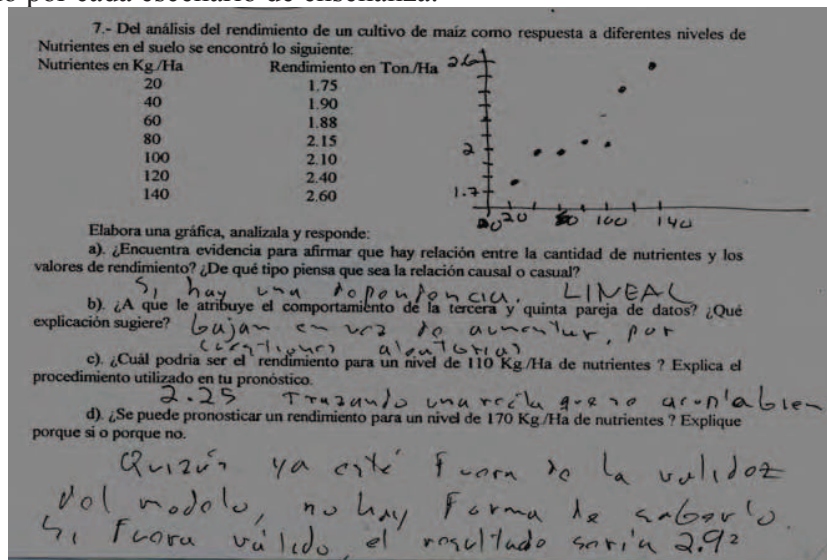 o por cada escenario de enseñanza.
7.- Del análisis del rendimiento de un cultivo de maíz como respuesta a diferentes niveles de
Nutrientes en el suelo se encontró lo siguiente:
Nutrientes en Kg/Ha Rendimiento en Ton./Ha
20 1.75
40 1.90
60 1.88
80 2.15
100 2.10
120 2.40
140 2.60
2.6
2
1.7
20 100 140
Elabora una gráfica, analízala y responde:
a). ¿Encuentra evidencia para afirmar que hay relación entre la cantidad de nutrientes y los
valores de rendimiento? ¿De qué tipo piensa que sea la relación causal o casual?
Si hay una dependencia. LINEAL
b). ¿A que le atribuye el comportamiento de la tercera y quinta pareja de datos? ¿Qué
explicación sugiere? bajan en vez de aumentar, por
cuestiones aleatorias
c). ¿Cuál podría ser el rendimiento para un nivel de 110 Kg/Ha de nutrientes ? Explica el
procedimiento utilizado en tu pronóstico.
2.25 Trazando una recta que se acopla bien
d). ¿Se puede pronosticar un rendimiento para un nivel de 170 Kg./Ha de nutrientes ? Explique
porque si o porque no.
Quizás ya esté fuera de la validez
del modelo, no hay forma de saberlo.
Si fuera válido, el resultado sería 2.92